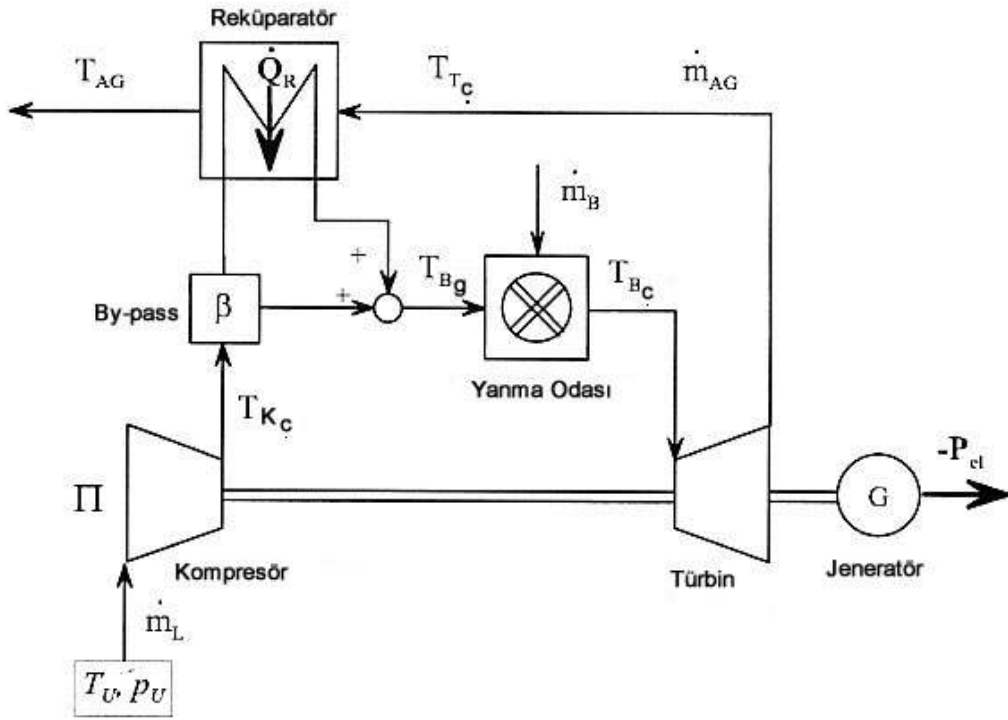 Reküparatör
T_AG
Q̇_R
T_Tç
ṁ_AG
ṁ_B
+
T_Bg
T_Bç
By-pass
β
+
Yanma Odası
T_Kç
-P_el
Π
G
Kompresör
Türbin
Jeneratör
ṁ_L
T_U, p_U